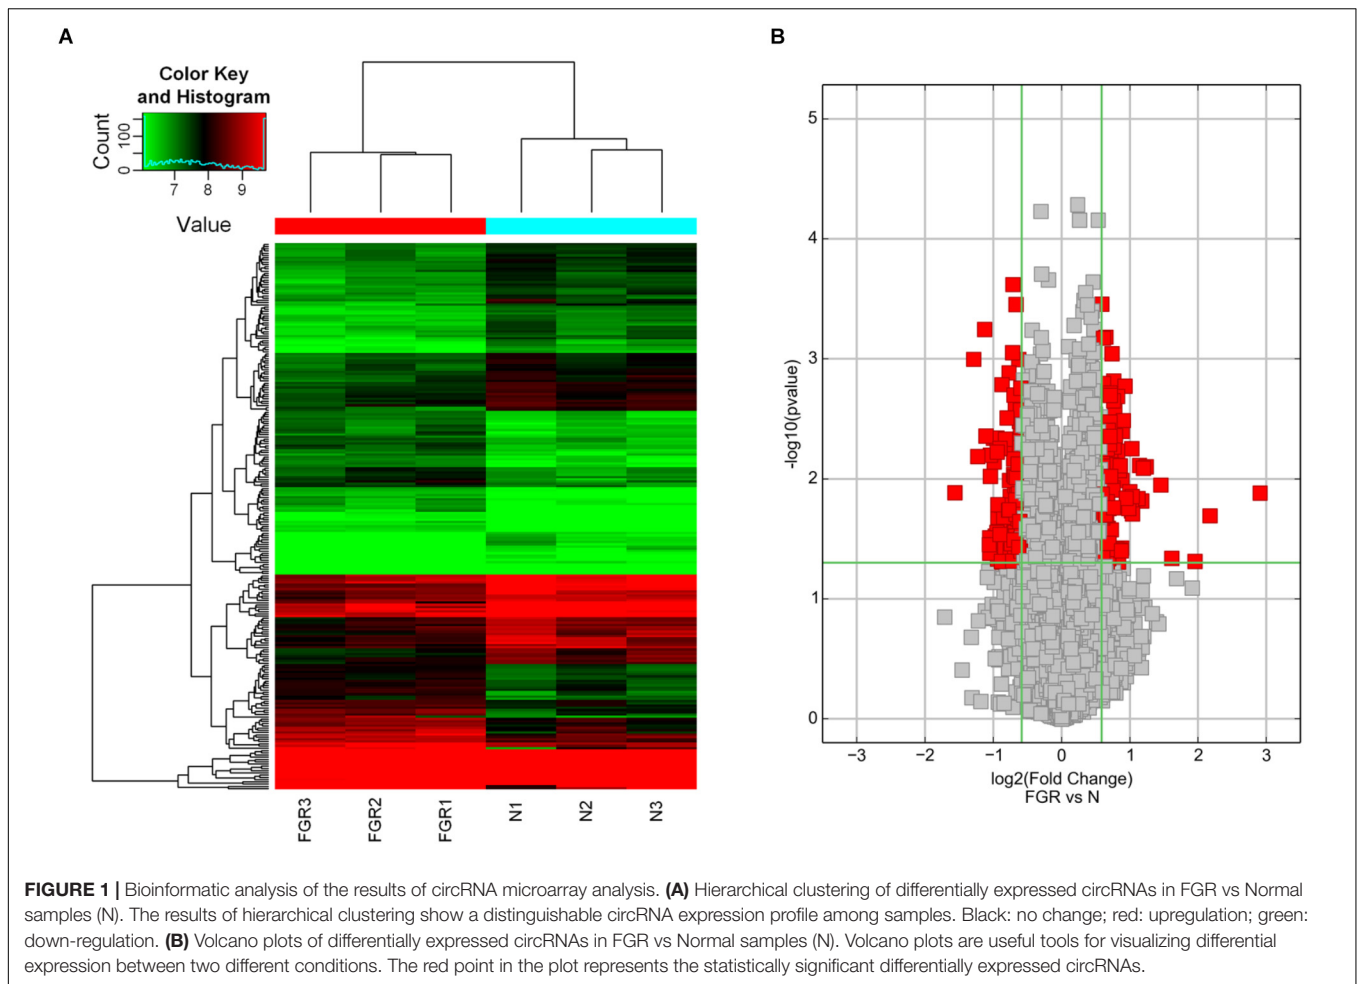 A
Color Key
and Histogram
Count
0 100
7 8 9
Value
FGR3 FGR2 FGR1 N1 N2 N3
B
-log10(pvalue)
5
4
3
2
1
0
−3 −2 −1 0 1 2 3
log2(Fold Change)
FGR vs N
FIGURE 1 | Bioinformatic analysis of the results of circRNA microarray analysis. (A) Hierarchical clustering of differentially expressed circRNAs in FGR vs Normal
samples (N). The results of hierarchical clustering show a distinguishable circRNA expression profile among samples. Black: no change; red: upregulation; green:
down-regulation. (B) Volcano plots of differentially expressed circRNAs in FGR vs Normal samples (N). Volcano plots are useful tools for visualizing differential
expression between two different conditions. The red point in the plot represents the statistically significant differentially expressed circRNAs.